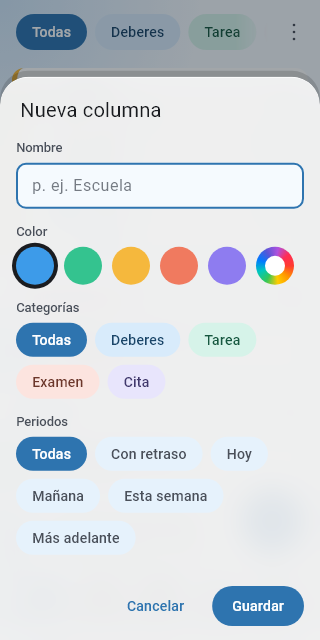 Todas Deberes Tarea
Nueva columna
Nombre
p. ej. Escuela
Color
Categorías
Todas Deberes Tarea
Examen Cita
Periodos
Todas Con retraso Hoy
Mañana Esta semana
Más adelante
Cancelar Guardar